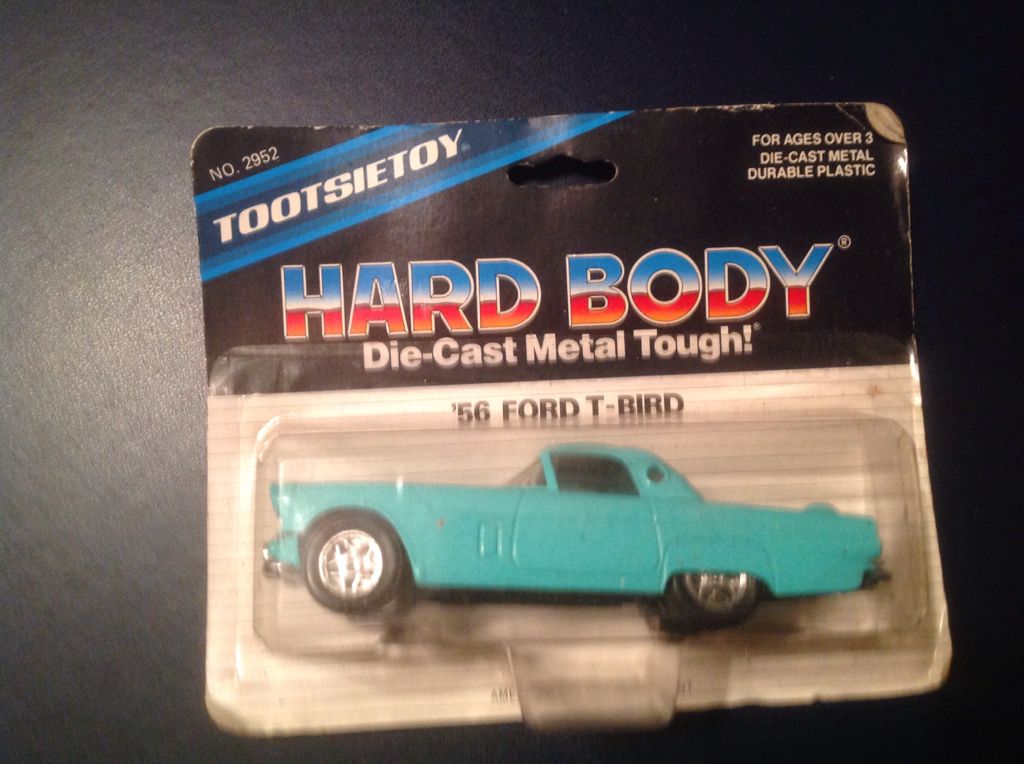 NO. 2952
TOOTSIETOY®
FOR AGES OVER 3
DIE-CAST METAL
DURABLE PLASTIC
HARD BODY®
Die-Cast Metal Tough!®
'56 FORD T-BIRD